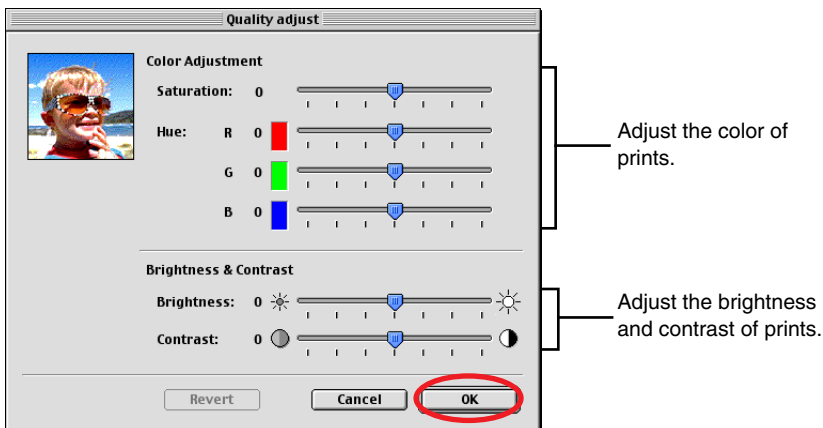 Quality adjust
Color Adjustment
Saturation: 0
Hue: R 0
G 0
B 0
Adjust the color of
prints.
Brightness & Contrast
Brightness: 0
Contrast: 0
Adjust the brightness
and contrast of prints.
Revert Cancel OK